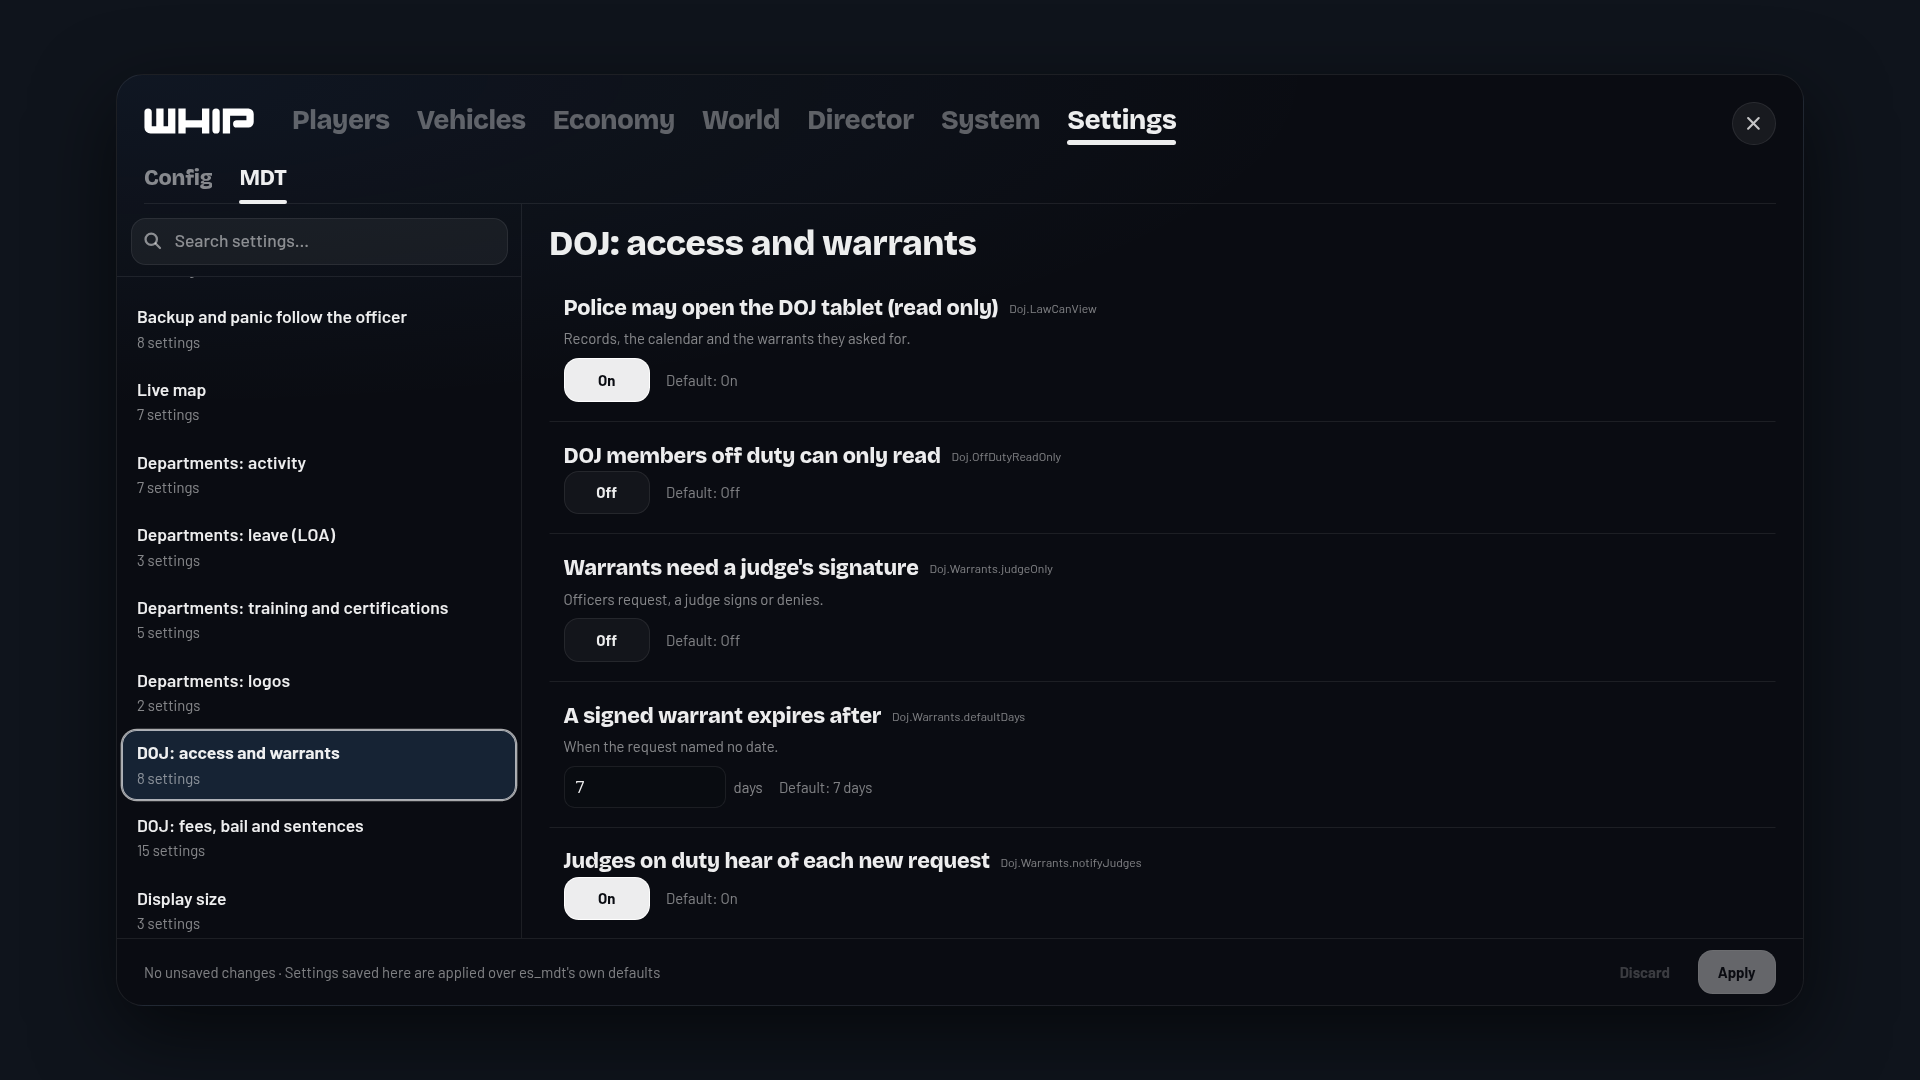 WHIP
Players Vehicles Economy World Director System Settings
Config MDT
Search settings...
Backup and panic follow the officer
8 settings
Live map
7 settings
Departments: activity
7 settings
Departments: leave (LOA)
3 settings
Departments: training and certifications
5 settings
Departments: logos
2 settings
DOJ: access and warrants
8 settings
DOJ: fees, bail and sentences
15 settings
Display size
3 settings
DOJ: access and warrants
Police may open the DOJ tablet (read only) Doj.LawCanView
Records, the calendar and the warrants they asked for.
On Default: On
DOJ members off duty can only read Doj.OffDutyReadOnly
Off Default: Off
Warrants need a judge's signature Doj.Warrants.judgeOnly
Officers request, a judge signs or denies.
Off Default: Off
A signed warrant expires after Doj.Warrants.defaultDays
When the request named no date.
7 days Default: 7 days
Judges on duty hear of each new request Doj.Warrants.notifyJudges
On Default: On
No unsaved changes · Settings saved here are applied over es_mdt's own defaults
Discard Apply